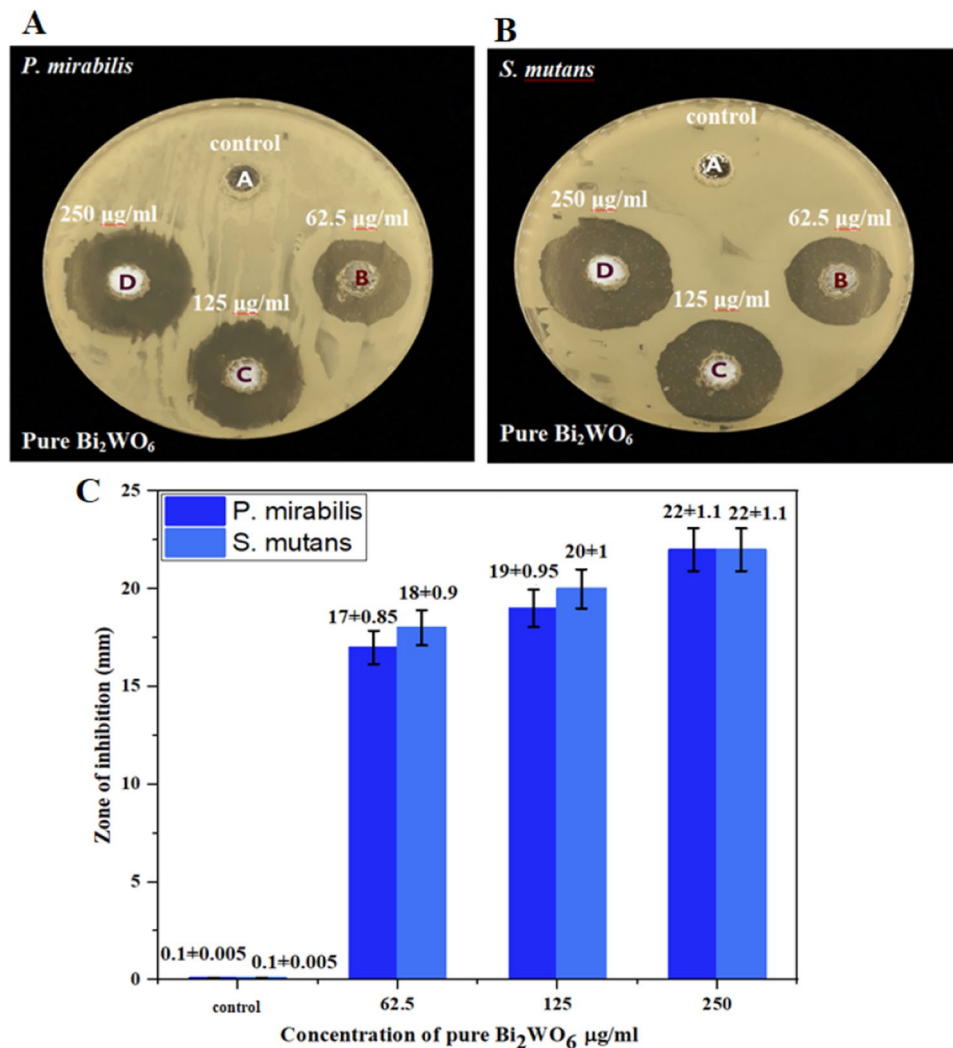 A
P. mirabilis
control
A
250 µg/ml
62.5 µg/ml
D
B
125 µg/ml
C
Pure Bi₂WO₆
B
S. mutans
control
A
250 µg/ml
62.5 µg/ml
D
B
125 µg/ml
C
Pure Bi₂WO₆
C
P. mirabilis
S. mutans
Zone of inhibition (mm)
25
20
15
10
5
0
0.1±0.005
0.1±0.005
17±0.85
18±0.9
19±0.95
20±1
22±1.1
22±1.1
control
62.5
125
250
Concentration of pure Bi₂WO₆ µg/ml